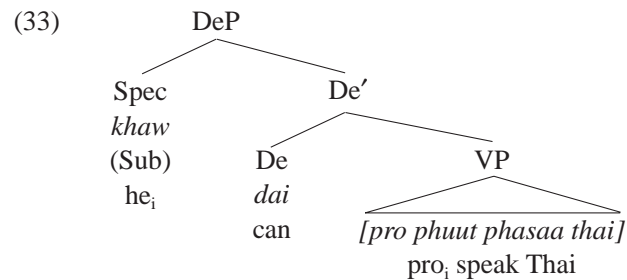 (33) DeP
Spec De′
khaw
(Sub) De VP
he_i dai [pro phuut phasaa thai]
can pro_i speak Thai